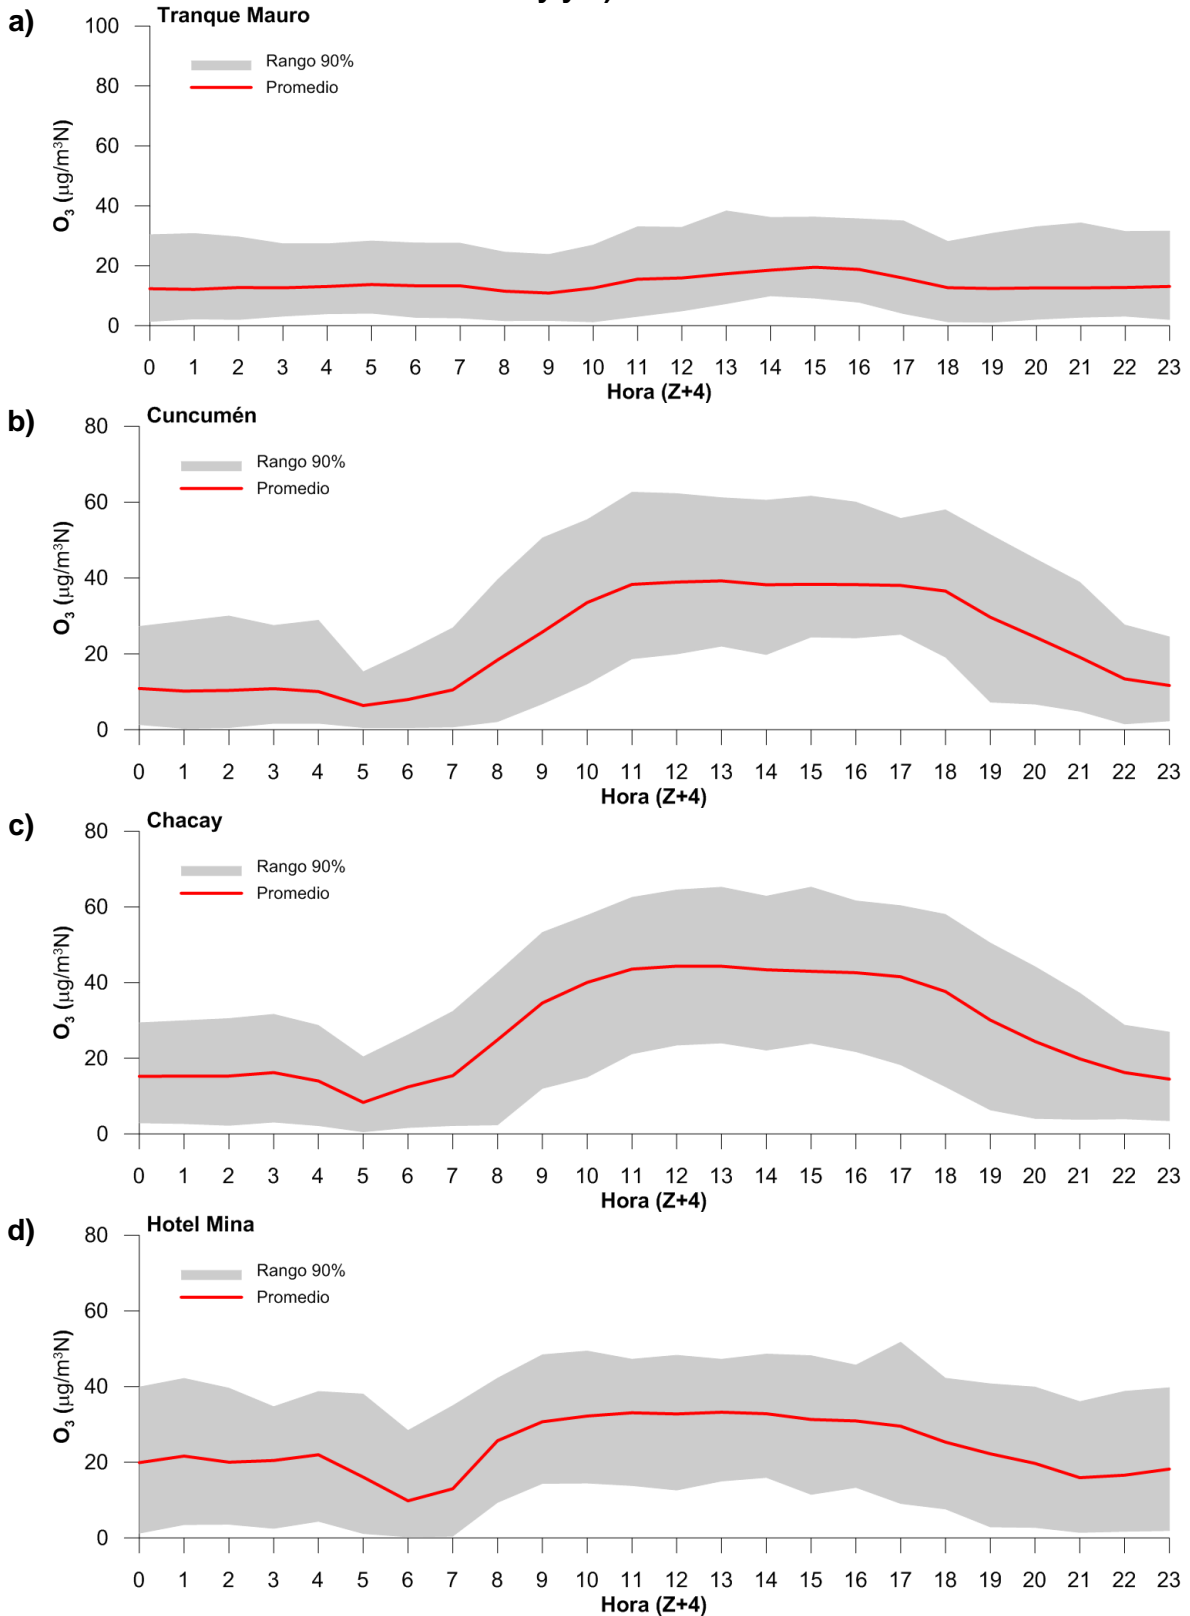 a)
Tranque Mauro
100
80
60
40
20
0
Rango 90%
Promedio
O3 (µg/m³N)
0 1 2 3 4 5 6 7 8 9 10 11 12 13 14 15 16 17 18 19 20 21 22 23
Hora (Z+4)
b)
Cuncumén
80
60
40
20
0
Rango 90%
Promedio
O3 (µg/m³N)
0 1 2 3 4 5 6 7 8 9 10 11 12 13 14 15 16 17 18 19 20 21 22 23
Hora (Z+4)
c)
Chacay
80
60
40
20
0
Rango 90%
Promedio
O3 (µg/m³N)
0 1 2 3 4 5 6 7 8 9 10 11 12 13 14 15 16 17 18 19 20 21 22 23
Hora (Z+4)
d)
Hotel Mina
80
60
40
20
0
Rango 90%
Promedio
O3 (µg/m³N)
0 1 2 3 4 5 6 7 8 9 10 11 12 13 14 15 16 17 18 19 20 21 22 23
Hora (Z+4)